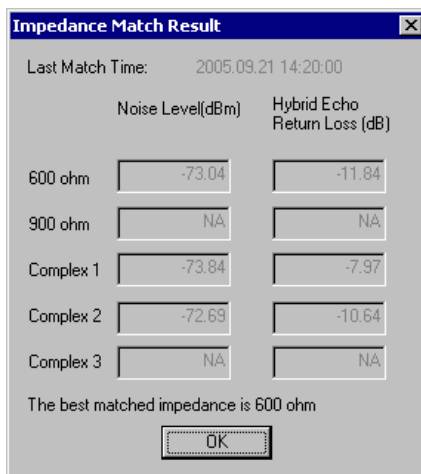 Impedance Match Result
Last Match Time: 2005.09.21 14:20:00
Noise Level(dBm) Hybrid Echo
Return Loss (dB)
600 ohm -73.04 -11.84
900 ohm NA NA
Complex 1 -73.84 -7.97
Complex 2 -72.69 -10.64
Complex 3 NA NA
The best matched impedance is 600 ohm
OK